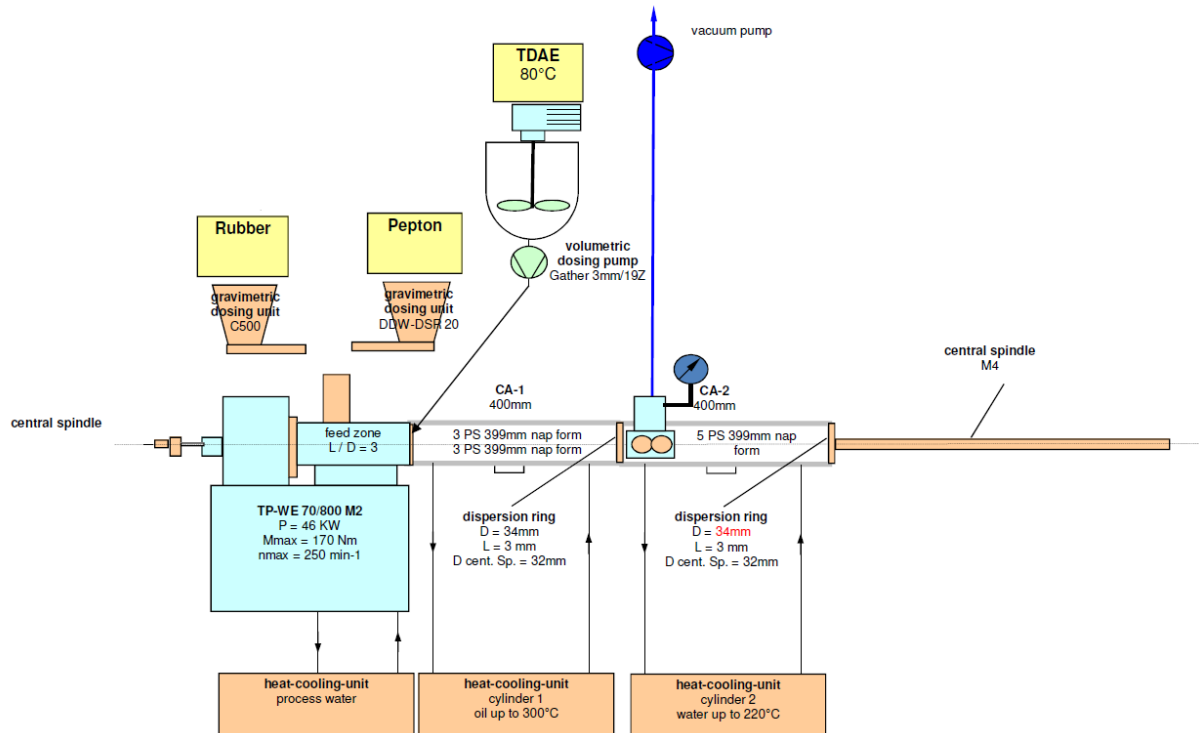 vacuum pump
TDAE
80°C
Rubber
Pepton
volumetric
dosing pump
Gather 3mm/19Z
gravimetric
dosing unit
C500
gravimetric
dosing unit
DDW-DSR 20
central spindle
M4
CA-1
400mm
CA-2
400mm
central spindle
feed zone
L / D = 3
3 PS 399mm nap form
3 PS 399mm nap form
5 PS 399mm nap
form
TP-WE 70/800 M2
P = 46 KW
Mmax = 170 Nm
nmax = 250 min-1
dispersion ring
D = 34mm
L = 3 mm
D cent. Sp. = 32mm
dispersion ring
D = 34mm
L = 3 mm
D cent. Sp. = 32mm
heat-cooling-unit
process water
heat-cooling-unit
cylinder 1
oil up to 300°C
heat-cooling-unit
cylinder 2
water up to 220°C